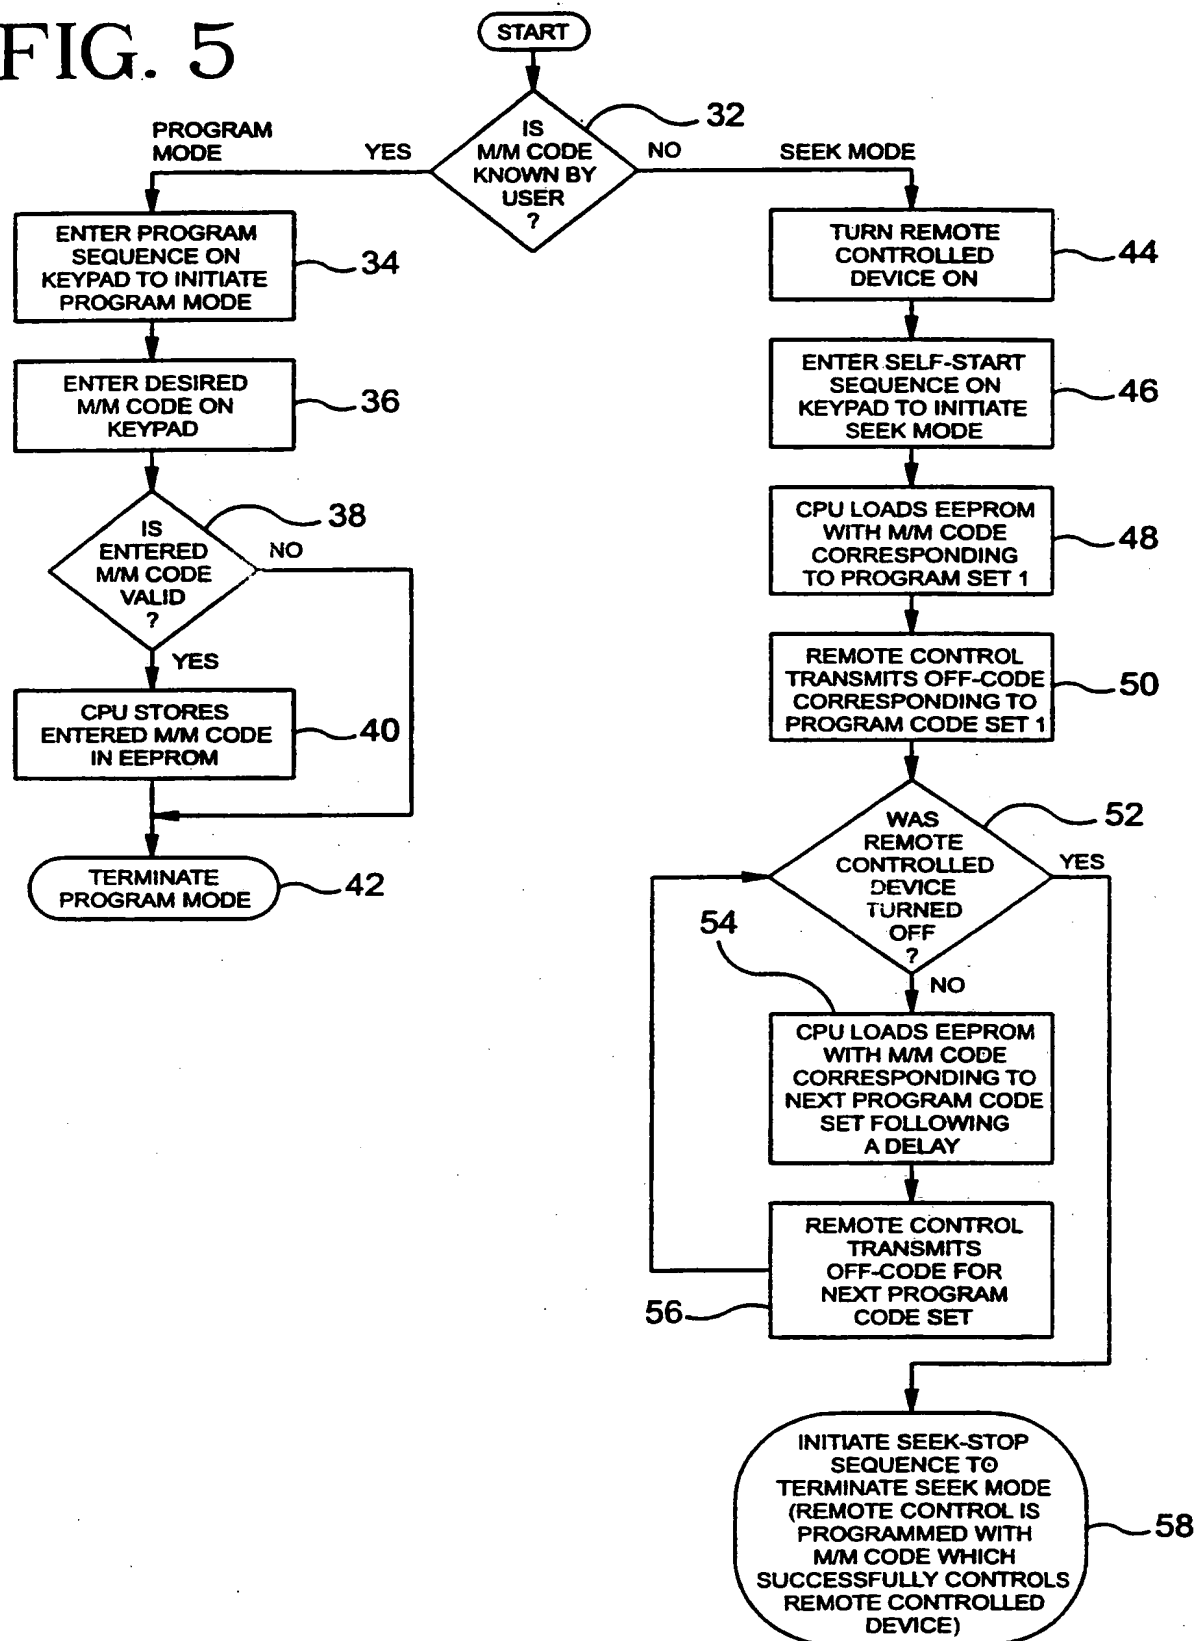 FIG. 5
START
IS
M/M CODE
KNOWN BY
USER
?
32
PROGRAM
MODE
YES
NO
SEEK MODE
ENTER PROGRAM
SEQUENCE ON
KEYPAD TO INITIATE
PROGRAM MODE
34
ENTER DESIRED
M/M CODE ON
KEYPAD
36
IS
ENTERED
M/M CODE
VALID
?
38
NO
YES
CPU STORES
ENTERED M/M CODE
IN EEPROM
40
TERMINATE
PROGRAM MODE
42
TURN REMOTE
CONTROLLED
DEVICE ON
44
ENTER SELF-START
SEQUENCE ON
KEYPAD TO INITIATE
SEEK MODE
46
CPU LOADS EEPROM
WITH M/M CODE
CORRESPONDING
TO PROGRAM SET 1
48
REMOTE CONTROL
TRANSMITS OFF-CODE
CORRESPONDING TO
PROGRAM CODE SET 1
50
WAS
REMOTE
CONTROLLED
DEVICE
TURNED
OFF
?
52
YES
NO
54
CPU LOADS EEPROM
WITH M/M CODE
CORRESPONDING TO
NEXT PROGRAM CODE
SET FOLLOWING
A DELAY
REMOTE CONTROL
TRANSMITS
OFF-CODE FOR
NEXT PROGRAM
CODE SET
56
INITIATE SEEK-STOP
SEQUENCE TO
TERMINATE SEEK MODE
(REMOTE CONTROL IS
PROGRAMMED WITH
M/M CODE WHICH
SUCCESSFULLY CONTROLS
REMOTE CONTROLLED
DEVICE)
58